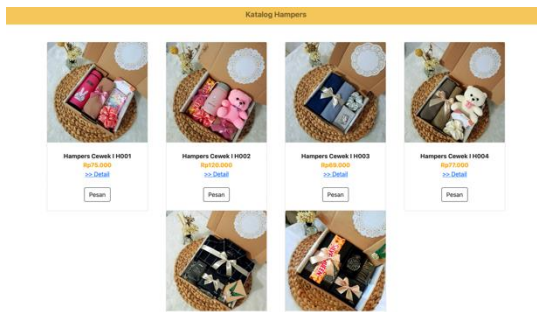 Katalog Hampers
Hampers Cewek I H001
Rp75.000
>> Detail
Pesan
Hampers Cewek I H002
Rp120.000
>> Detail
Pesan
Hampers Cewek I H003
Rp69.000
>> Detail
Pesan
Hampers Cewek I H004
Rp77.000
>> Detail
Pesan